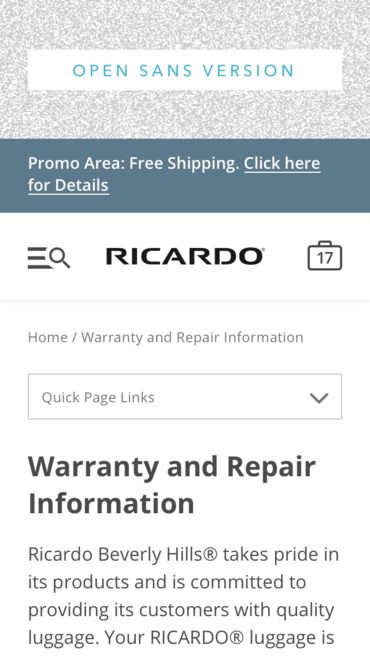 OPEN SANS VERSION
Promo Area: Free Shipping. Click here
for Details
RICARDO®
17
Home / Warranty and Repair Information
Quick Page Links
Warranty and Repair
Information
Ricardo Beverly Hills® takes pride in
its products and is committed to
providing its customers with quality
luggage. Your RICARDO® luggage is